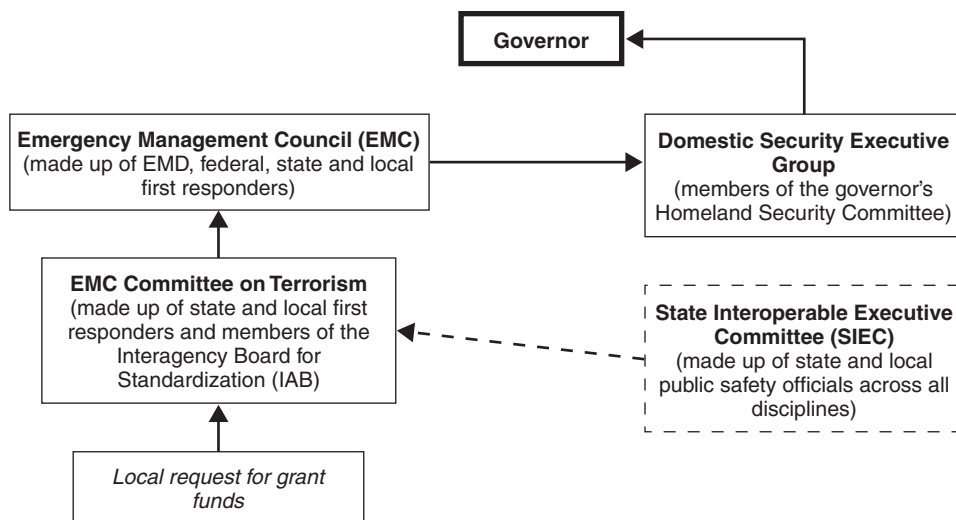 Governor
Emergency Management Council (EMC)
(made up of EMD, federal, state and local
first responders)
Domestic Security Executive
Group
(members of the governor's
Homeland Security Committee)
EMC Committee on Terrorism
(made up of state and local first
responders and members of the
Interagency Board for
Standardization (IAB)
State Interoperable Executive
Committee (SIEC)
(made up of state and local
public safety officials across all
disciplines)
Local request for grant
funds